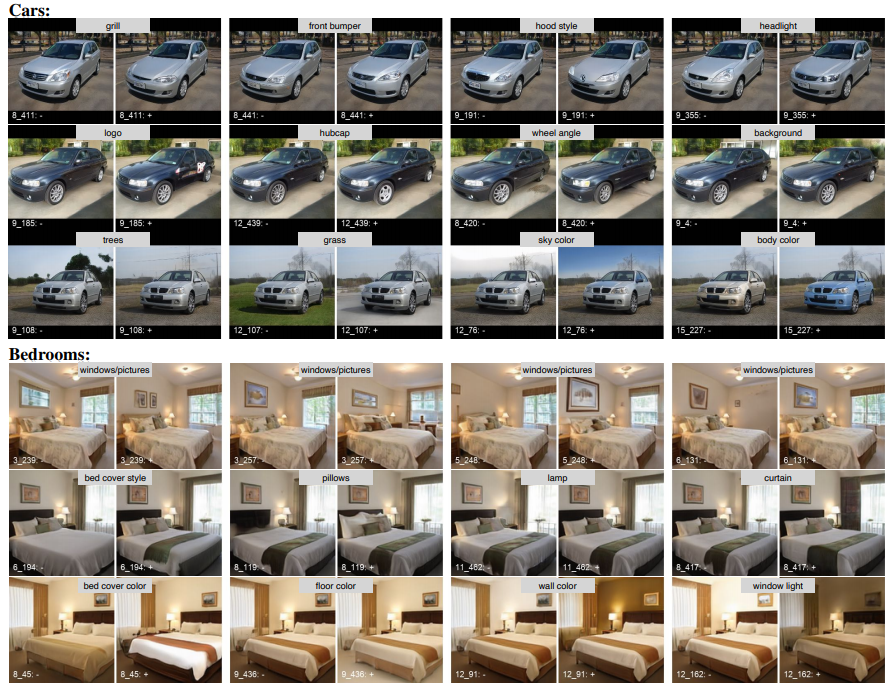 Cars:
grill front bumper hood style headlight
8_411: - 8_411: + 8_441: - 8_441: + 9_191: - 9_191: + 9_355: - 9_355: +
logo hubcap wheel angle background
9_185: - 9_185: + 12_439: - 12_439: + 8_420: - 8_420: + 9_4: - 9_4: +
trees grass sky color body color
9_108: - 9_108: + 12_107: - 12_107: + 12_76: - 12_76: + 15_227: - 15_227: +
Bedrooms:
windows/pictures windows/pictures windows/pictures windows/pictures
3_239: - 3_239: + 3_257: - 3_257: + 5_248: - 5_248: + 6_131: - 6_131: +
bed cover style pillows lamp curtain
6_194: - 6_194: + 8_119: - 8_119: + 11_462: - 11_462: + 8_417: - 8_417: +
bed cover color floor color wall color window light
8_45: - 8_45: + 9_436: - 9_436: + 12_91: - 12_91: + 12_162: - 12_162: +